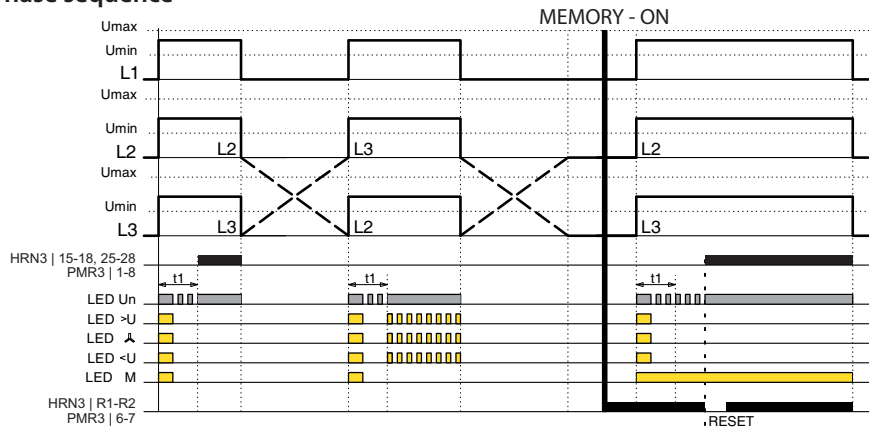 MEMORY - ON
Umax
Umin
L1
Umax
Umin
L2 L2 L3 L2
Umax
Umin
L3 L3 L2 L3
HRN3 | 15-18, 25-28
PMR3 | 1-8
t1 t1 t1
LED Un
LED >U
LED
LED <U
LED M
HRN3 | R1-R2
PMR3 | 6-7
RESET